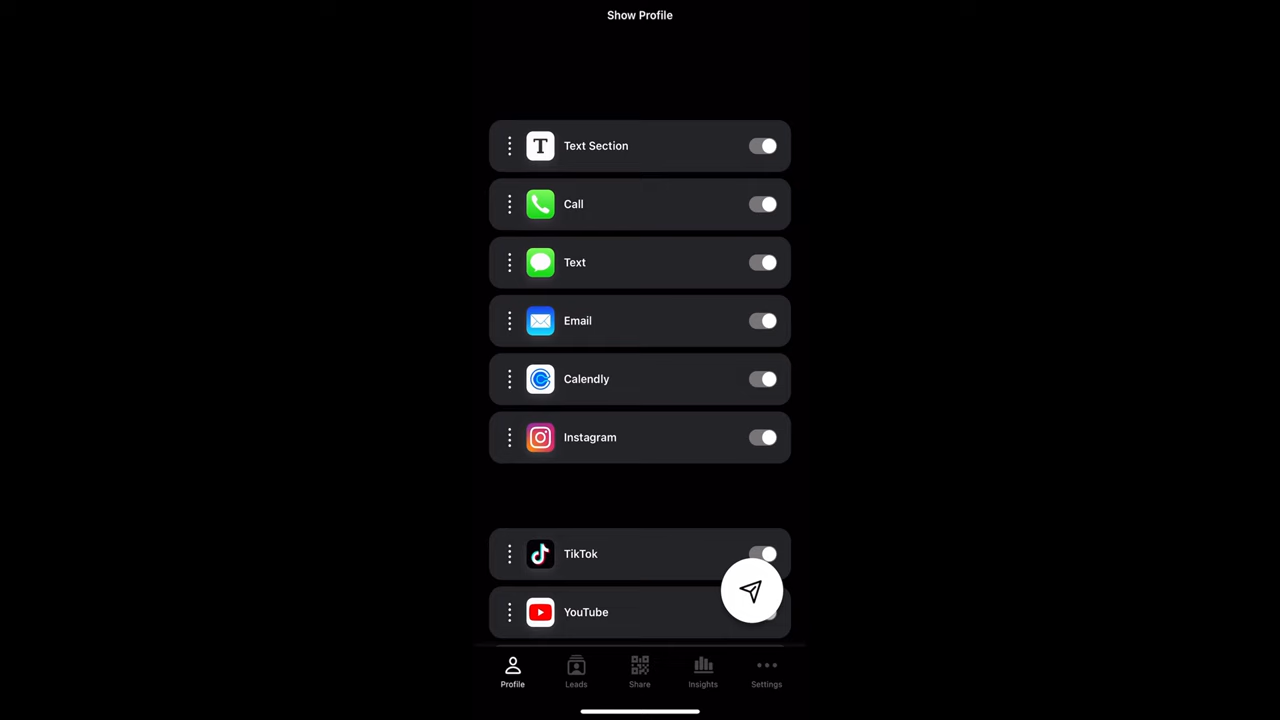 Show Profile
T Text Section
Call
Text
Email
Calendly
Instagram
TikTok
YouTube
Profile Leads Share Insights Settings